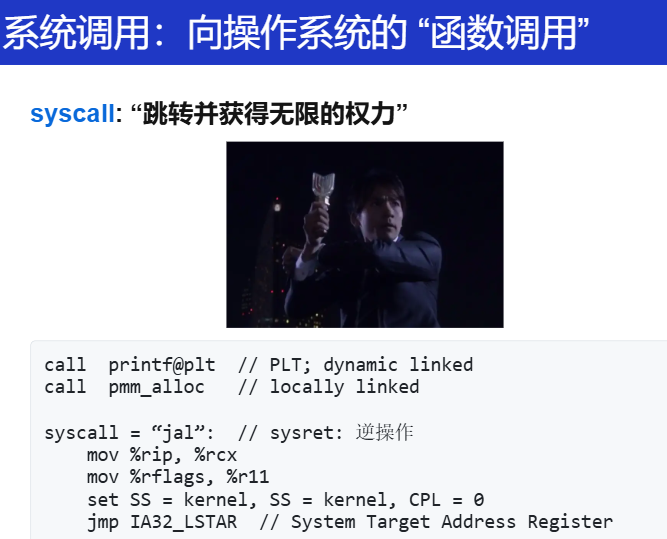 系统调用：向操作系统的 “函数调用”
syscall: “跳转并获得无限的权力”
call  printf@plt  // PLT; dynamic linked
call  pmm_alloc   // locally linked
syscall = “jal”:  // sysret: 逆操作
    mov %rip, %rcx
    mov %rflags, %r11
    set SS = kernel, SS = kernel, CPL = 0
    jmp IA32_LSTAR  // System Target Address Register